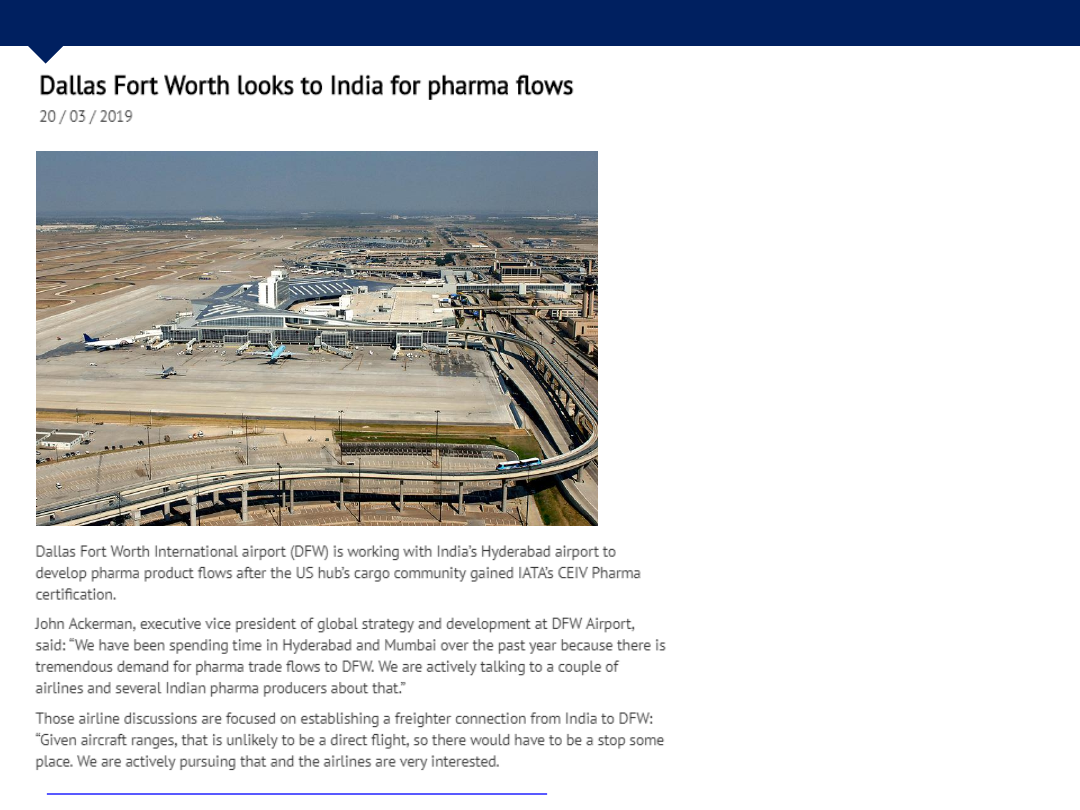 Dallas Fort Worth looks to India for pharma flows
20 / 03 / 2019
Dallas Fort Worth International airport (DFW) is working with India’s Hyderabad airport to
develop pharma product flows after the US hub’s cargo community gained IATA’s CEIV Pharma
certification.
John Ackerman, executive vice president of global strategy and development at DFW Airport,
said: “We have been spending time in Hyderabad and Mumbai over the past year because there is
tremendous demand for pharma trade flows to DFW. We are actively talking to a couple of
airlines and several Indian pharma producers about that.”
Those airline discussions are focused on establishing a freighter connection from India to DFW:
“Given aircraft ranges, that is unlikely to be a direct flight, so there would have to be a stop some
place. We are actively pursuing that and the airlines are very interested.